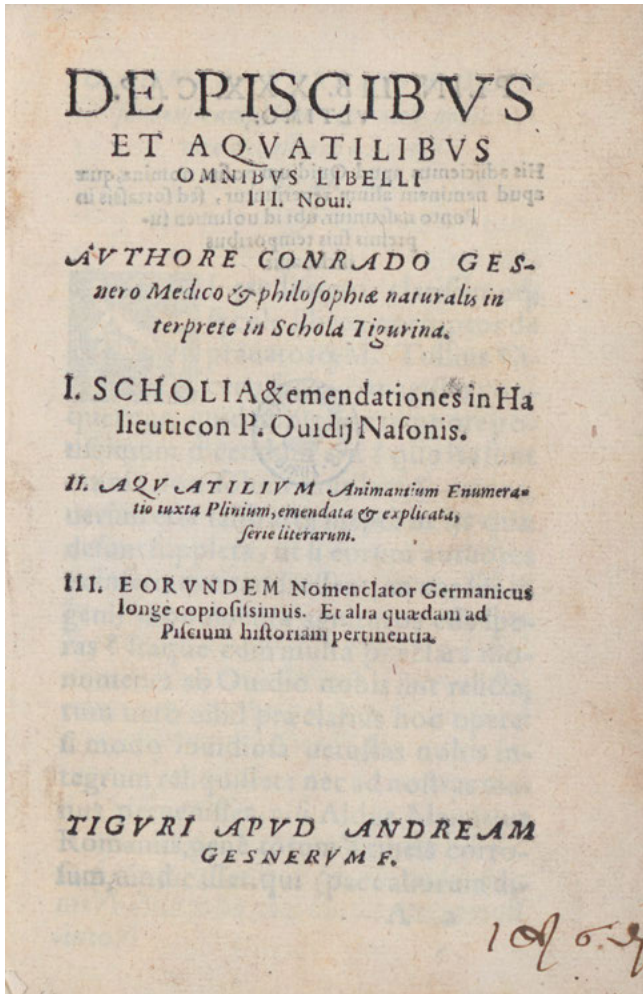 DE PISCIBVS
ET AQVATILIBVS
OMNIBVS LIBELLI
III. Noui.
AVTHORE CONRADO GES-
nero Medico & philosophiæ naturalis in
terprete in Schola Tigurina.
I. SCHOLIA & emendationes in Ha
lieuticon P. Ouidij Nasonis.
II. AQVATILIVM Animantium Enumera-
tio iuxta Plinium, emendata & explicata,
serie literarum.
III. EORVNDEM Nomenclator Germanicus
longe copiosissimus. Et alia quædam ad
Piscium historiam pertinentia.
TIGVRI APVD ANDREAM
GESNERVM F.